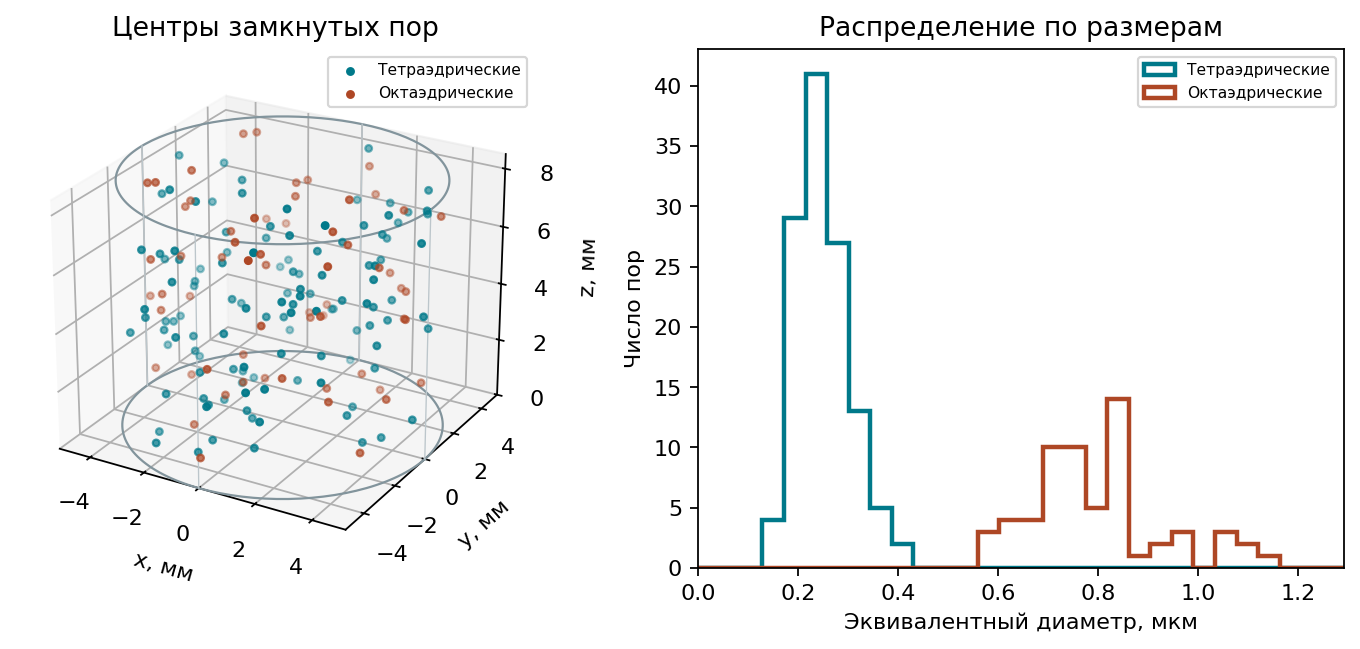 Центры замкнутых пор
Тетраэдрические
Октаэдрические
8
6
4
2
0
z, мм
−4
−2
0
2
4
x, мм
−4
−2
0
2
4
y, мм
Распределение по размерам
Тетраэдрические
Октаэдрические
40
35
30
25
20
15
10
5
0
Число пор
0.0 0.2 0.4 0.6 0.8 1.0 1.2
Эквивалентный диаметр, мкм